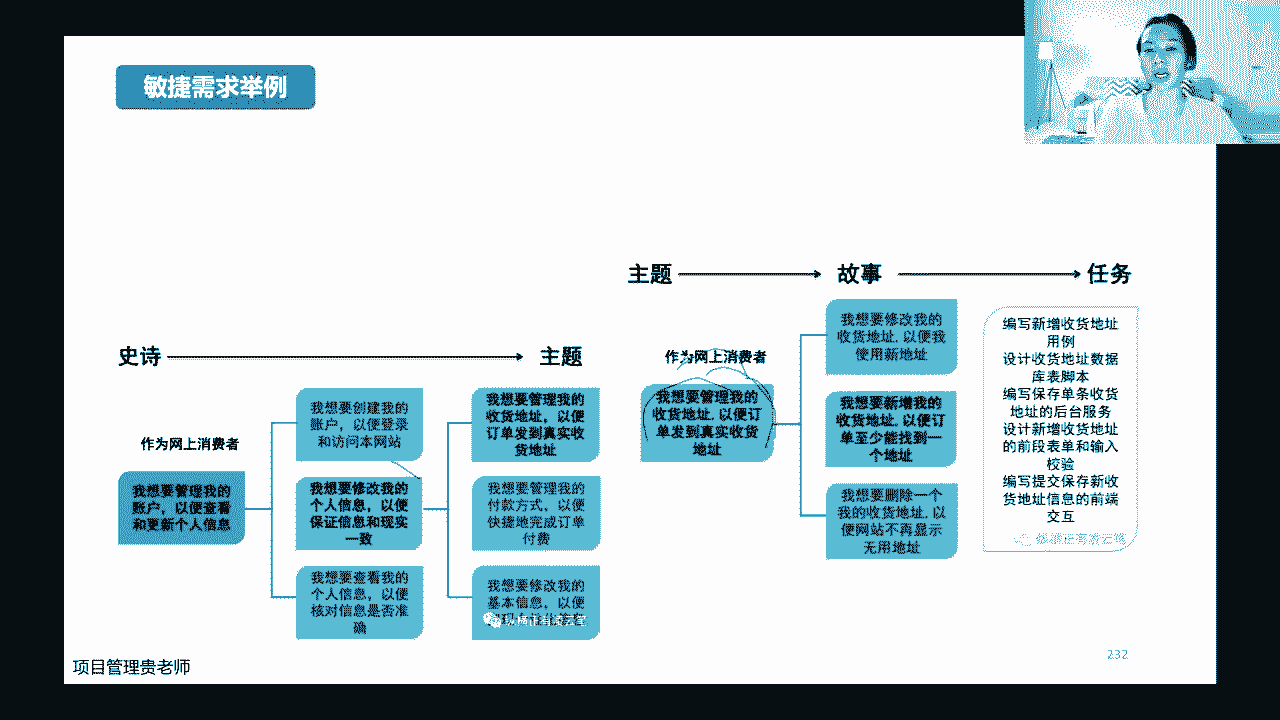 敏捷需求举例
史诗
主题
作为网上消费者
我想要管理我的
账户，以便查看
和更新个人信息
我想要创建我的
账户，以便登录
和访问本网站
我想要修改我的
个人信息，以便
保证信息和现实
一致
我想要查看我的
个人信息，以便
核对信息是否准
确
我想要管理我的
收货地址，以便
订单发到真实收
货地址
我想要管理我的
付款方式，以便
快捷地完成订单
付费
我想要修改我的
基本信息，以便
主题
故事
任务
作为网上消费者
我想要管理我的
收货地址，以便订
单发到真实收货
地址
我想要修改我的
收货地址，以便我
使用新地址
我想要新增我的
收货地址，以便订
单至少能找到一
个地址
我想要删除一个
我的收货地址，以
便网站不再显示
无用地址
编写新增收货地址
用例
设计收货地址数据
库表脚本
编写保存单条收货
地址的后台服务
设计新增收货地址
的前段表单和输入
校验
编写提交保存新收
货地址信息的前端
交互
项目管理贵老师
232